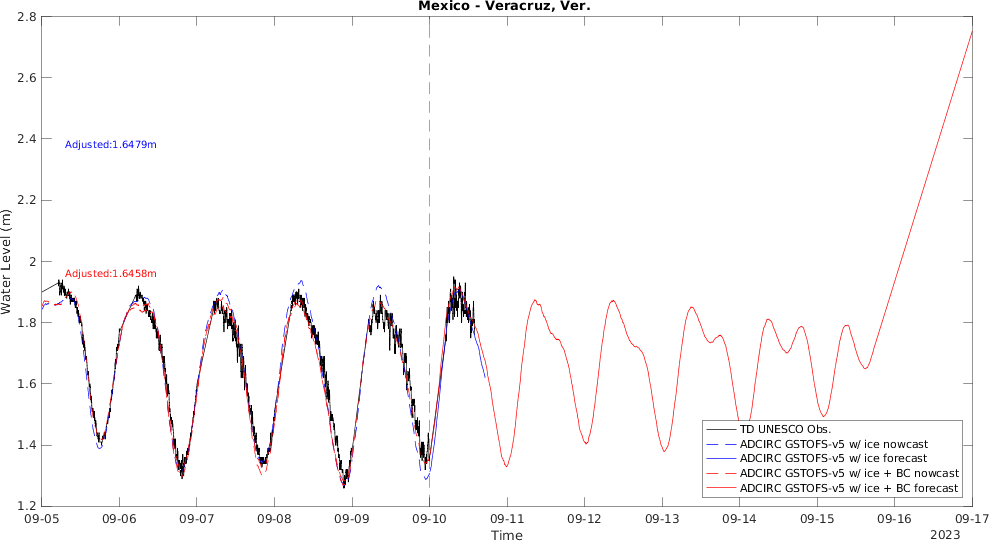 Mexico - Veracruz, Ver.
2.8
2.6
2.4
2.2
2
1.8
1.6
1.4
1.2
Water Level (m)
Adjusted:1.6479m
Adjusted:1.6458m
TD UNESCO Obs.
ADCIRC GSTOFS-v5 w/ ice nowcast
ADCIRC GSTOFS-v5 w/ ice forecast
ADCIRC GSTOFS-v5 w/ ice + BC nowcast
ADCIRC GSTOFS-v5 w/ ice + BC forecast
09-05 09-06 09-07 09-08 09-09 09-10 09-11 09-12 09-13 09-14 09-15 09-16 09-17
Time
2023